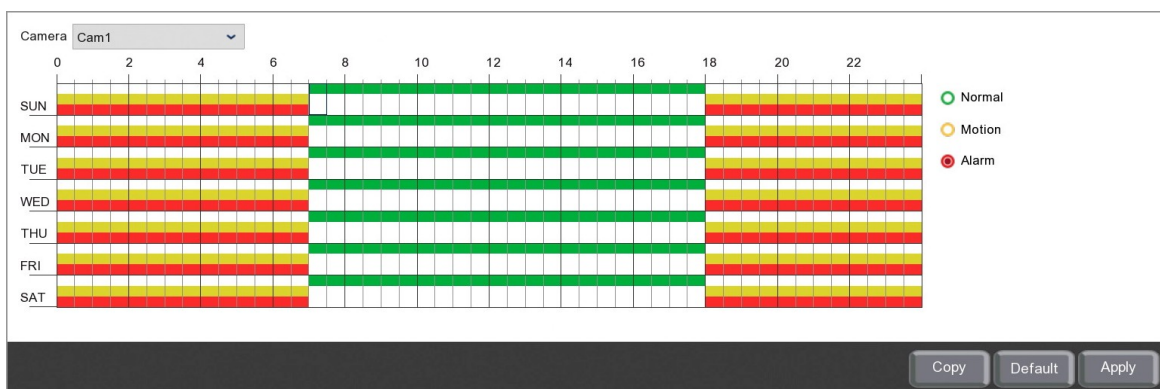 Camera Cam1
0 2 4 6 8 10 12 14 16 18 20 22
SUN
MON
TUE
WED
THU
FRI
SAT
Normal
Motion
Alarm
Copy Default Apply